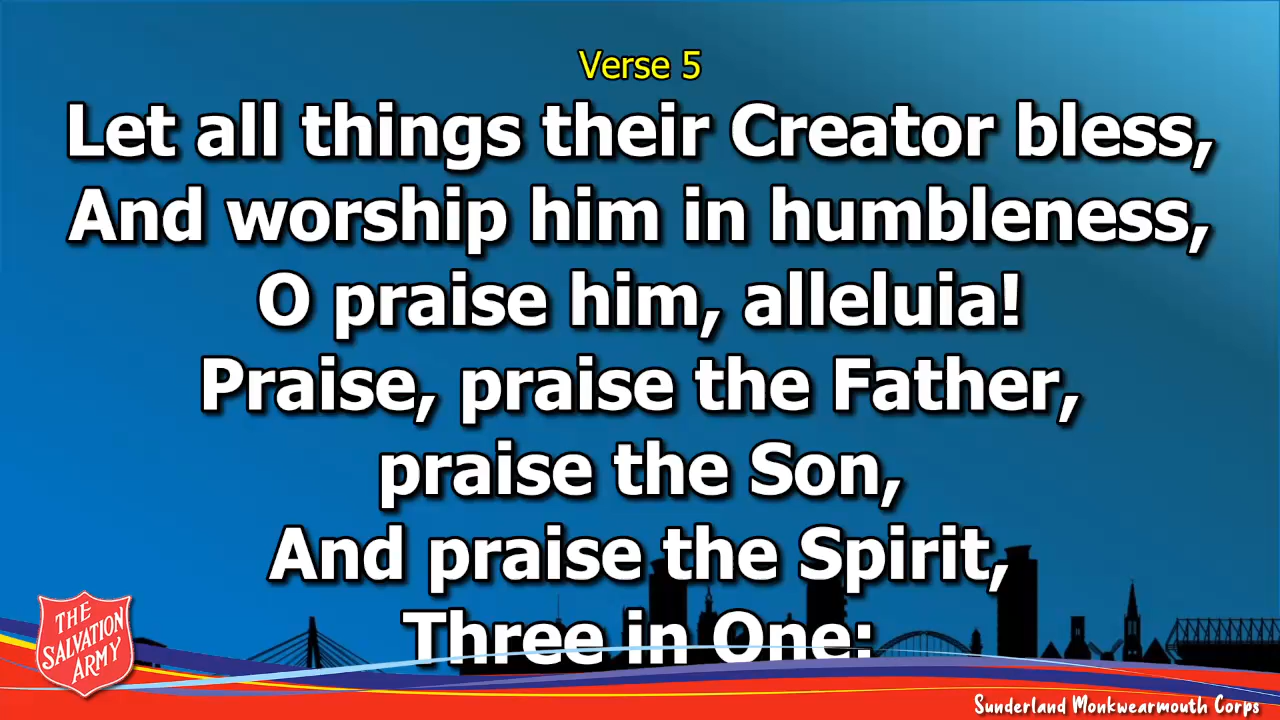 Verse 5
Let all things their Creator bless,
And worship him in humbleness,
O praise him, alleluia!
Praise, praise the Father,
praise the Son,
And praise the Spirit,
Three in One:
THE
SALVATION
ARMY
Sunderland Monkwearmouth Corps